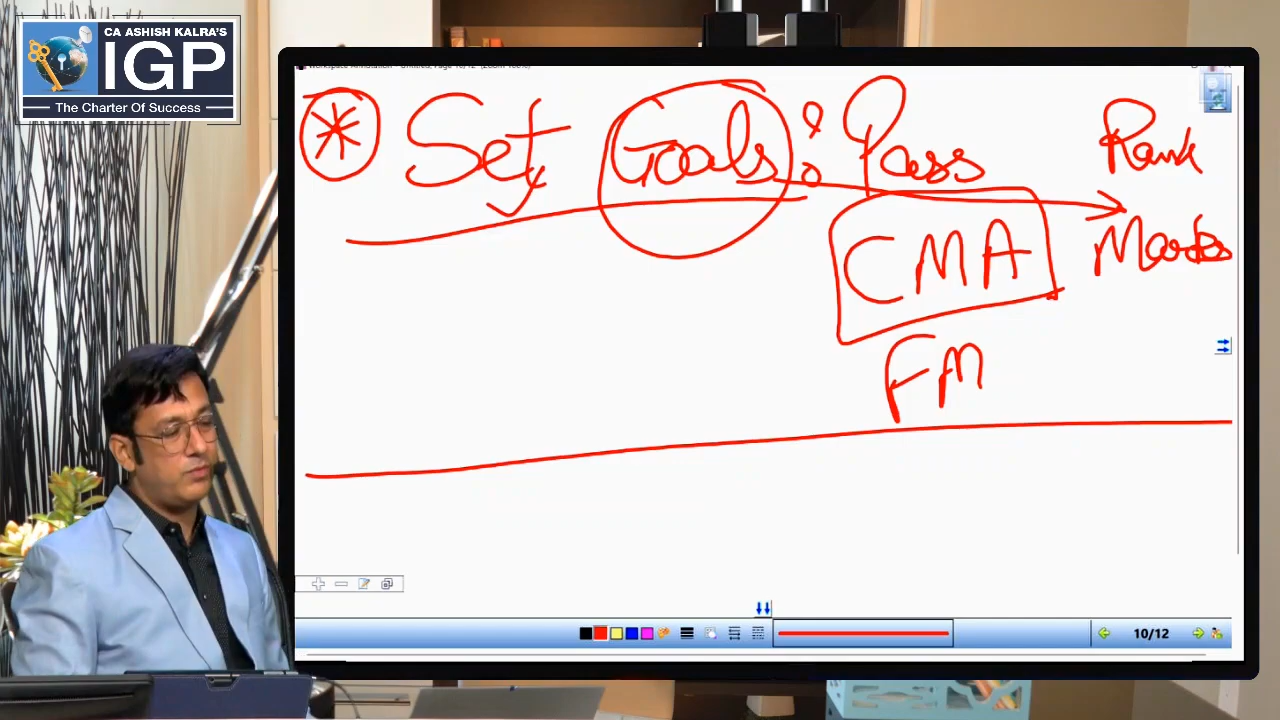 CA ASHISH KALRA'S
IGP
The Charter Of Success
* Set Goals : Pass Rank
CMA Marks
FM
10/12